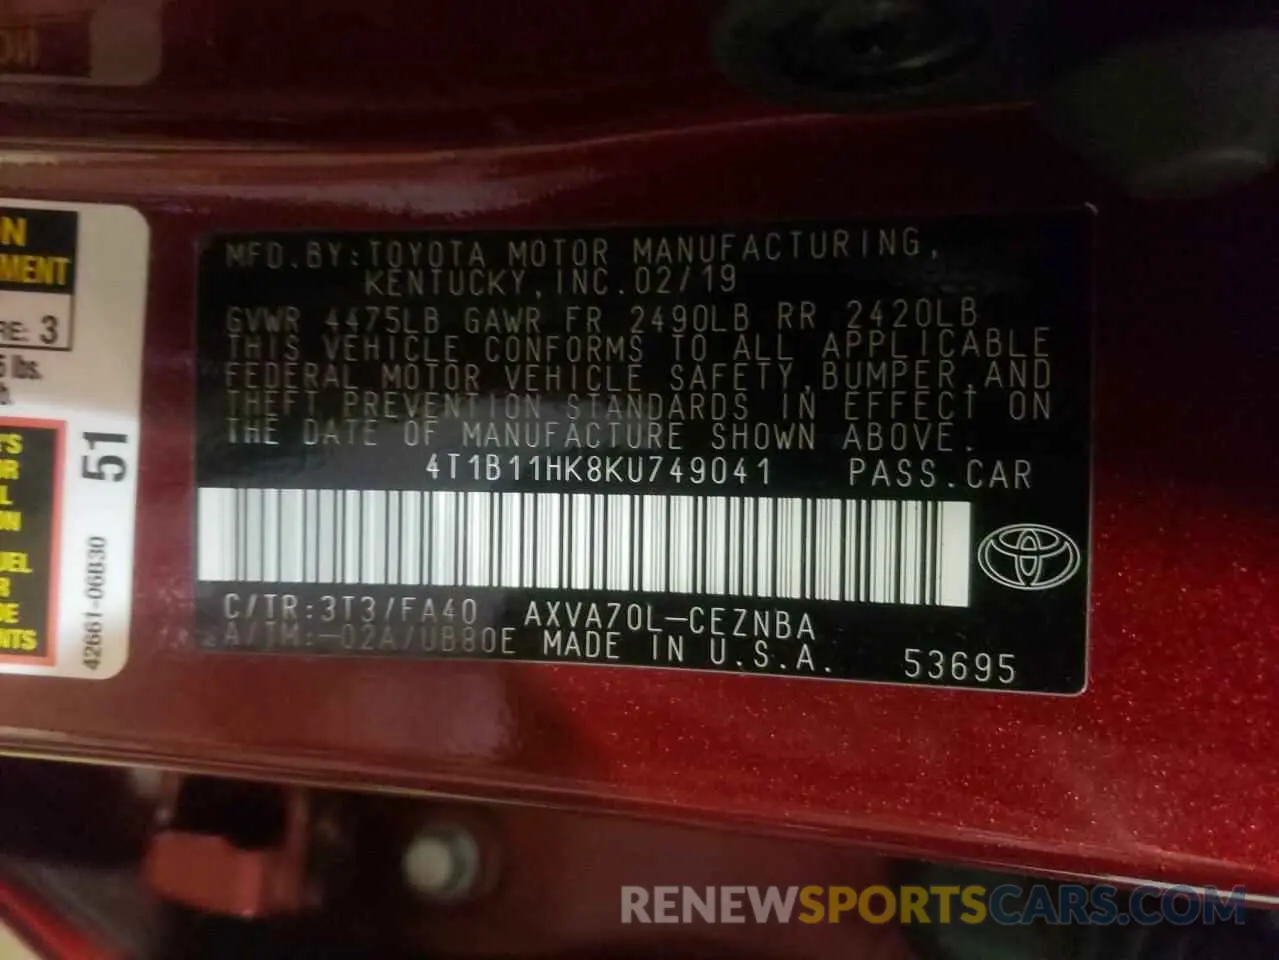 MFD.BY:TOYOTA MOTOR MANUFACTURING,
KENTUCKY,INC.02/19
GVWR 4475LB GAWR FR 2490LB RR 2420LB
THIS VEHICLE CONFORMS TO ALL APPLICABLE
FEDERAL MOTOR VEHICLE SAFETY,BUMPER,AND
THEFT PREVENTION STANDARDS IN EFFECT ON
THE DATE OF MANUFACTURE SHOWN ABOVE.
4T1B11HK8KU749041 PASS.CAR
C/TR:3T3/FA40 AXVA70L-CEZNBA
A/TM:-02A/UB80E MADE IN U.S.A. 53695
51
42661-06B30
RE: 3
lbs.
RENEWSPORTSCARS.COM